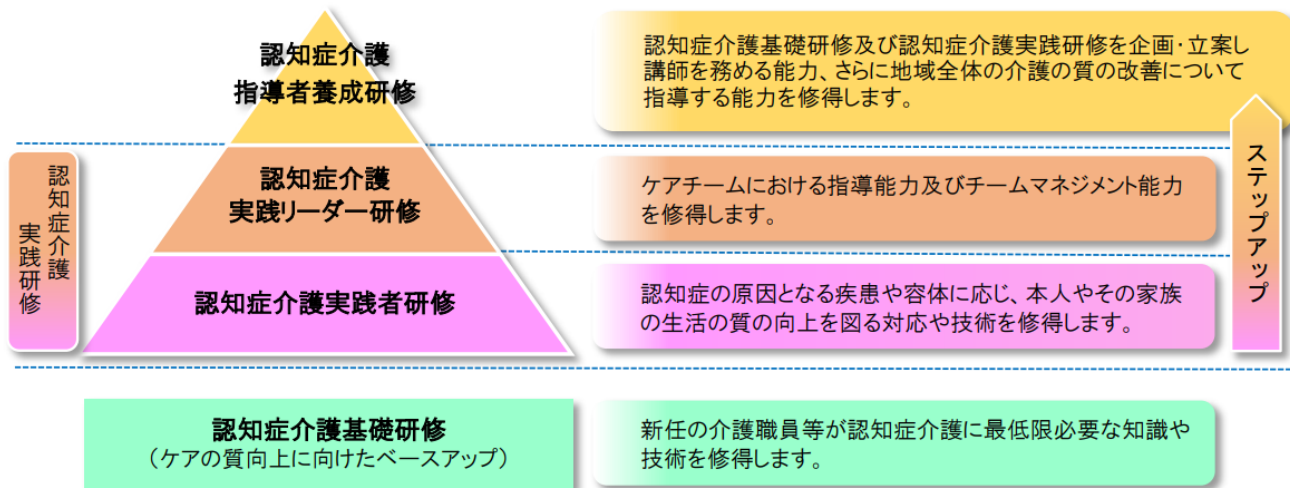 認知症介護
指導者養成研修
認知症介護基礎研修及び認知症介護実践研修を企画・立案し
講師を務める能力、さらに地域全体の介護の質の改善について
指導する能力を修得します。
認知症介護
実践研修
認知症介護
実践リーダー研修
ケアチームにおける指導能力及びチームマネジメント能力
を修得します。
ステップアップ
認知症介護実践者研修
認知症の原因となる疾患や容体に応じ、本人やその家族
の生活の質の向上を図る対応や技術を修得します。
認知症介護基礎研修
（ケアの質向上に向けたベースアップ）
新任の介護職員等が認知症介護に最低限必要な知識や
技術を修得します。